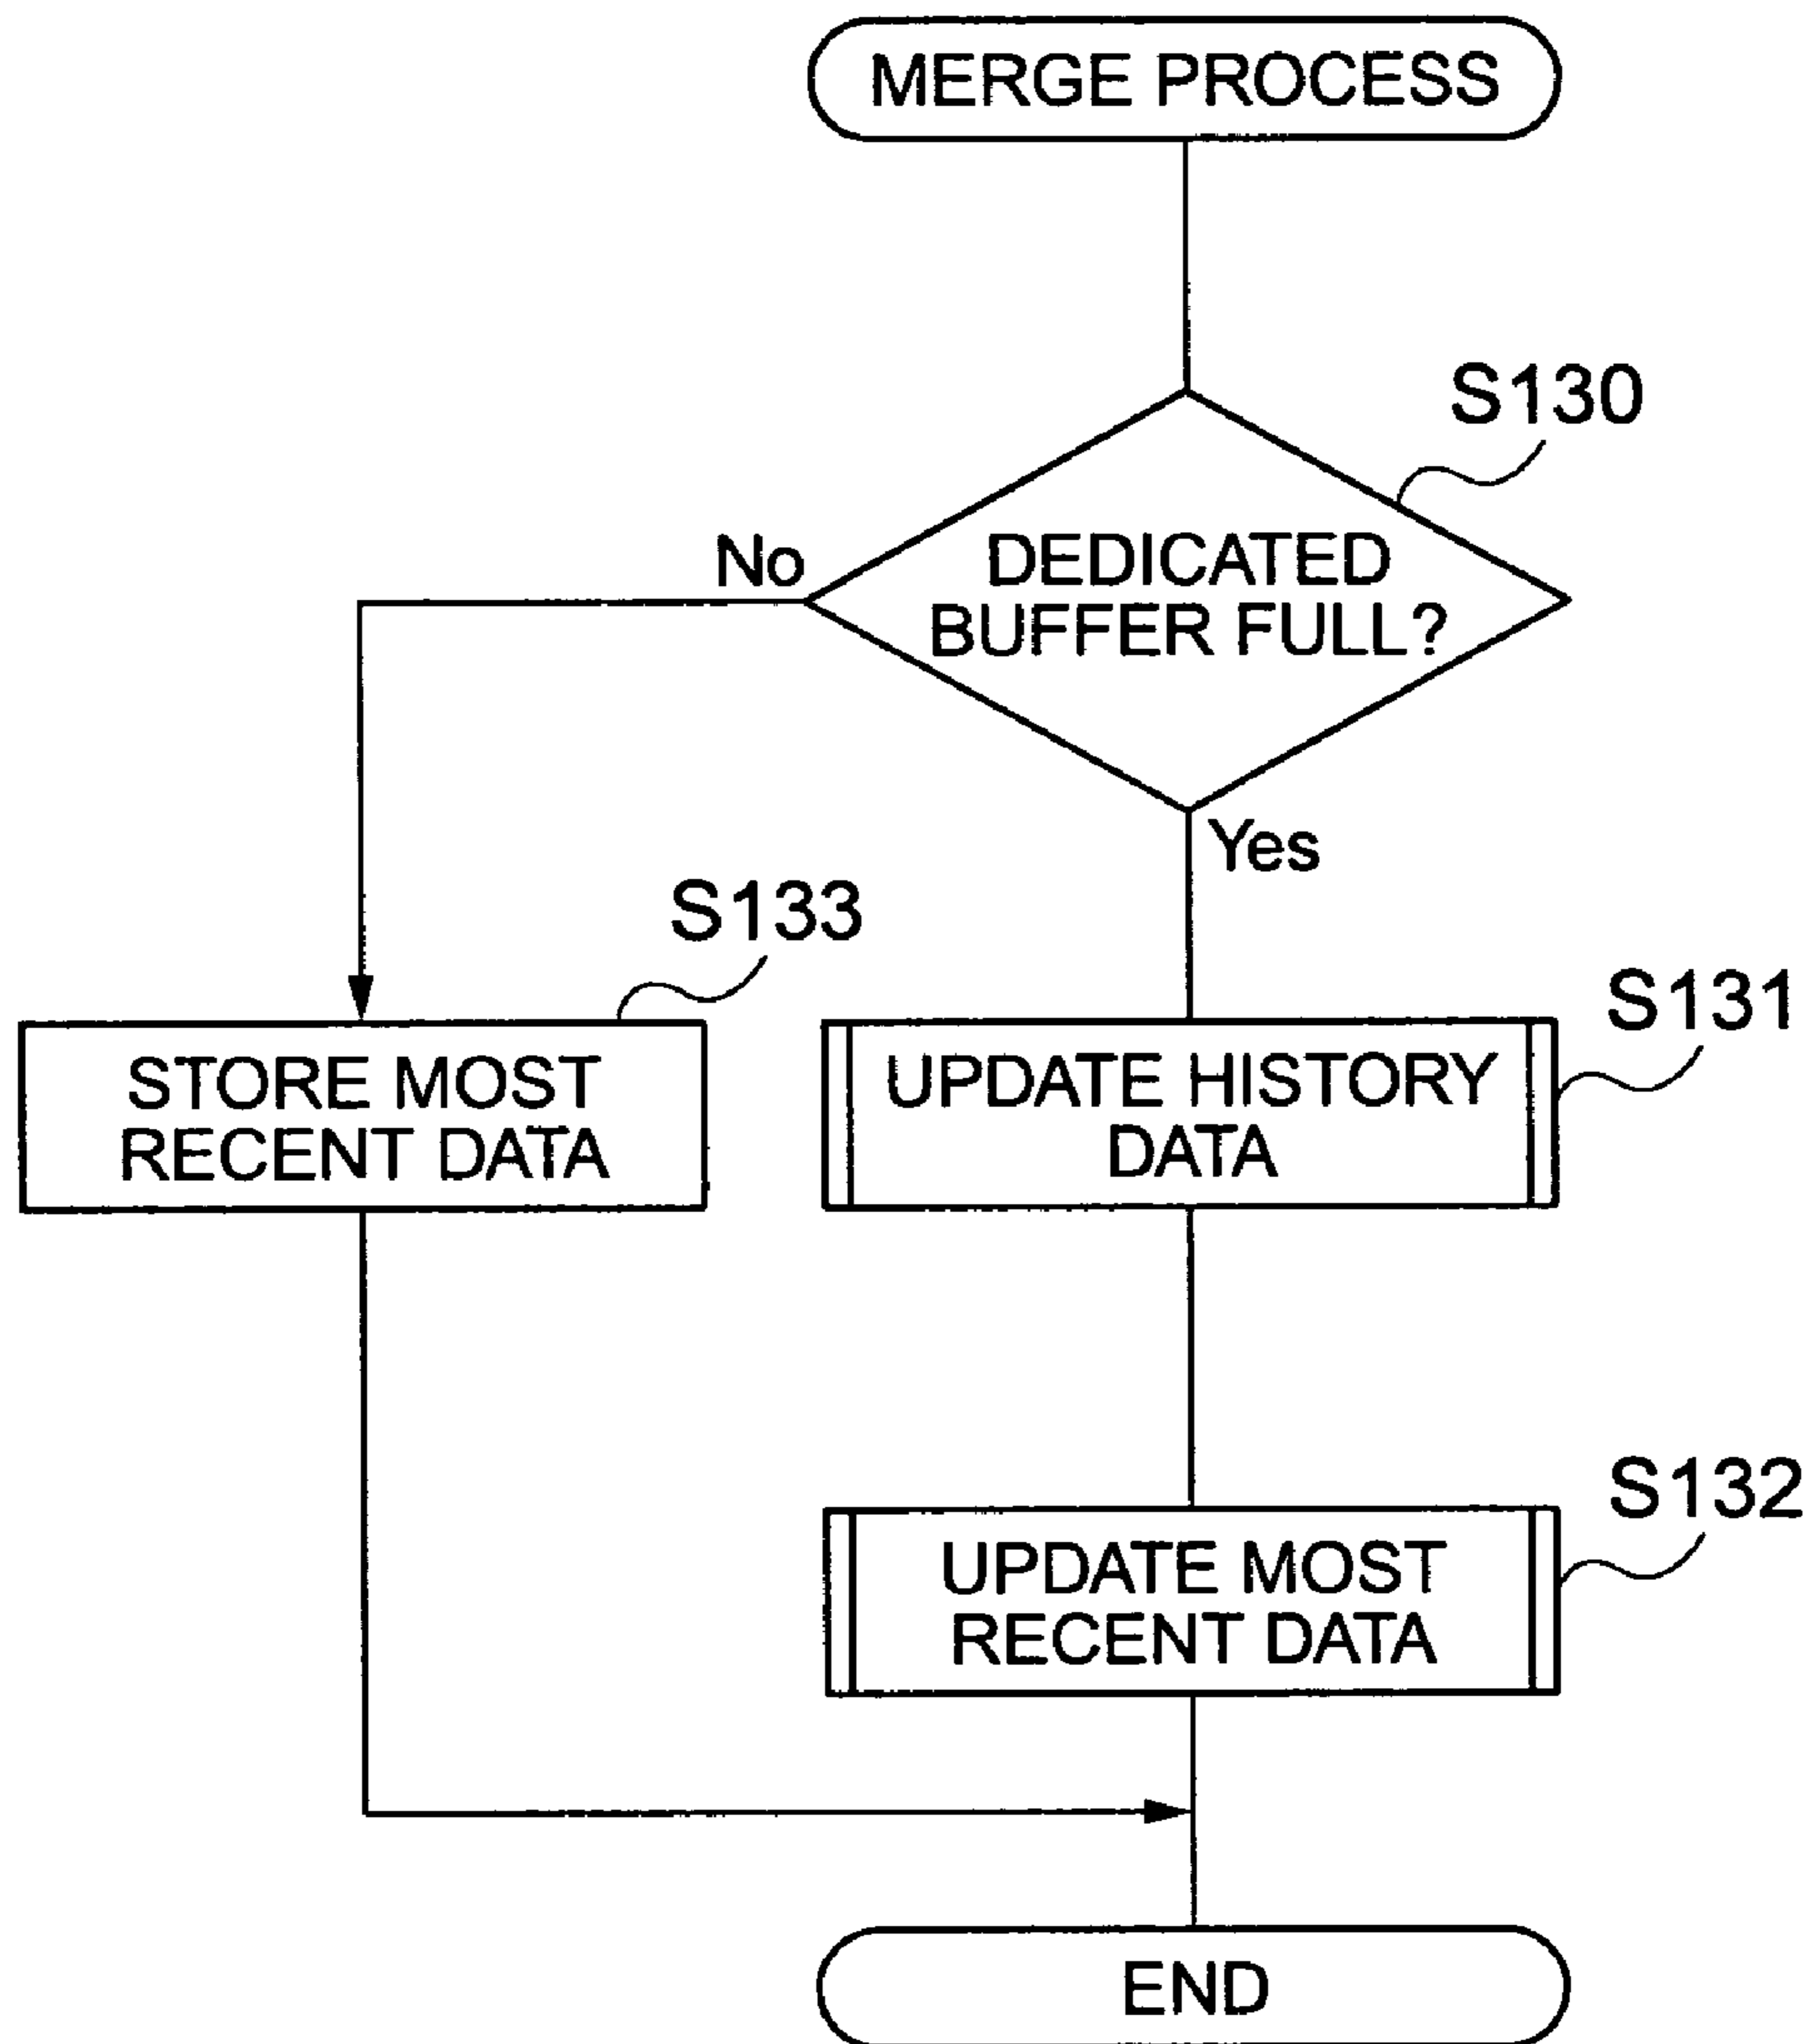 MERGE PROCESS
S130
No
DEDICATED
BUFFER FULL?
Yes
S133
STORE MOST
RECENT DATA
S131
UPDATE HISTORY
DATA
S132
UPDATE MOST
RECENT DATA
END